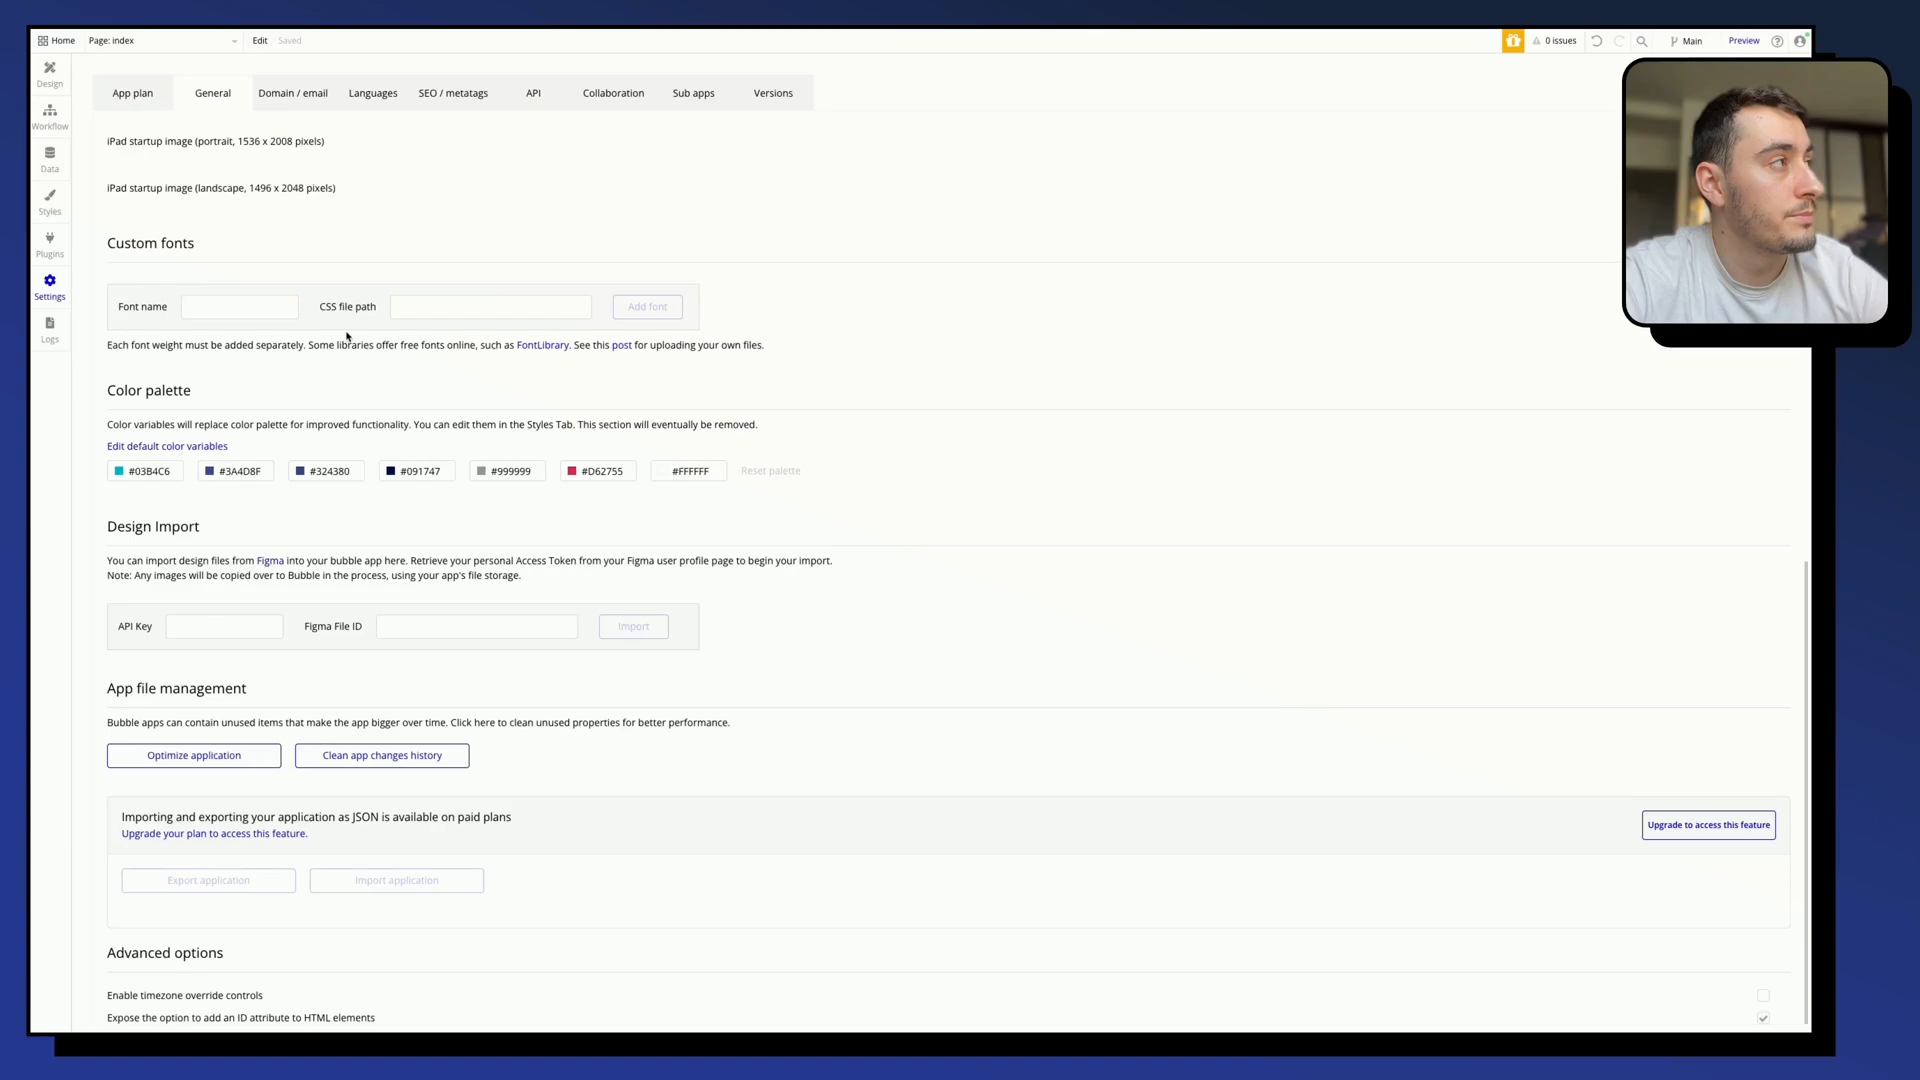 Home Page: index Edit Saved 0 issues Main Preview
Design
Workflow
Data
Styles
Plugins
Settings
Logs
App plan General Domain / email Languages SEO / metatags API Collaboration Sub apps Versions
iPad startup image (portrait, 1536 x 2008 pixels)
iPad startup image (landscape, 1496 x 2048 pixels)
Custom fonts
Font name CSS file path Add font
Each font weight must be added separately. Some libraries offer free fonts online, such as FontLibrary. See this post for uploading your own files.
Color palette
Color variables will replace color palette for improved functionality. You can edit them in the Styles Tab. This section will eventually be removed.
Edit default color variables
#03B4C6 #3A4D8F #324380 #091747 #999999 #D62755 #FFFFFF Reset palette
Design Import
You can import design files from Figma into your bubble app here. Retrieve your personal Access Token from your Figma user profile page to begin your import.
Note: Any images will be copied over to Bubble in the process, using your app's file storage.
API Key Figma File ID Import
App file management
Bubble apps can contain unused items that make the app bigger over time. Click here to clean unused properties for better performance.
Optimize application Clean app changes history
Importing and exporting your application as JSON is available on paid plans
Upgrade your plan to access this feature.
Upgrade to access this feature
Export application Import application
Advanced options
Enable timezone override controls
Expose the option to add an ID attribute to HTML elements